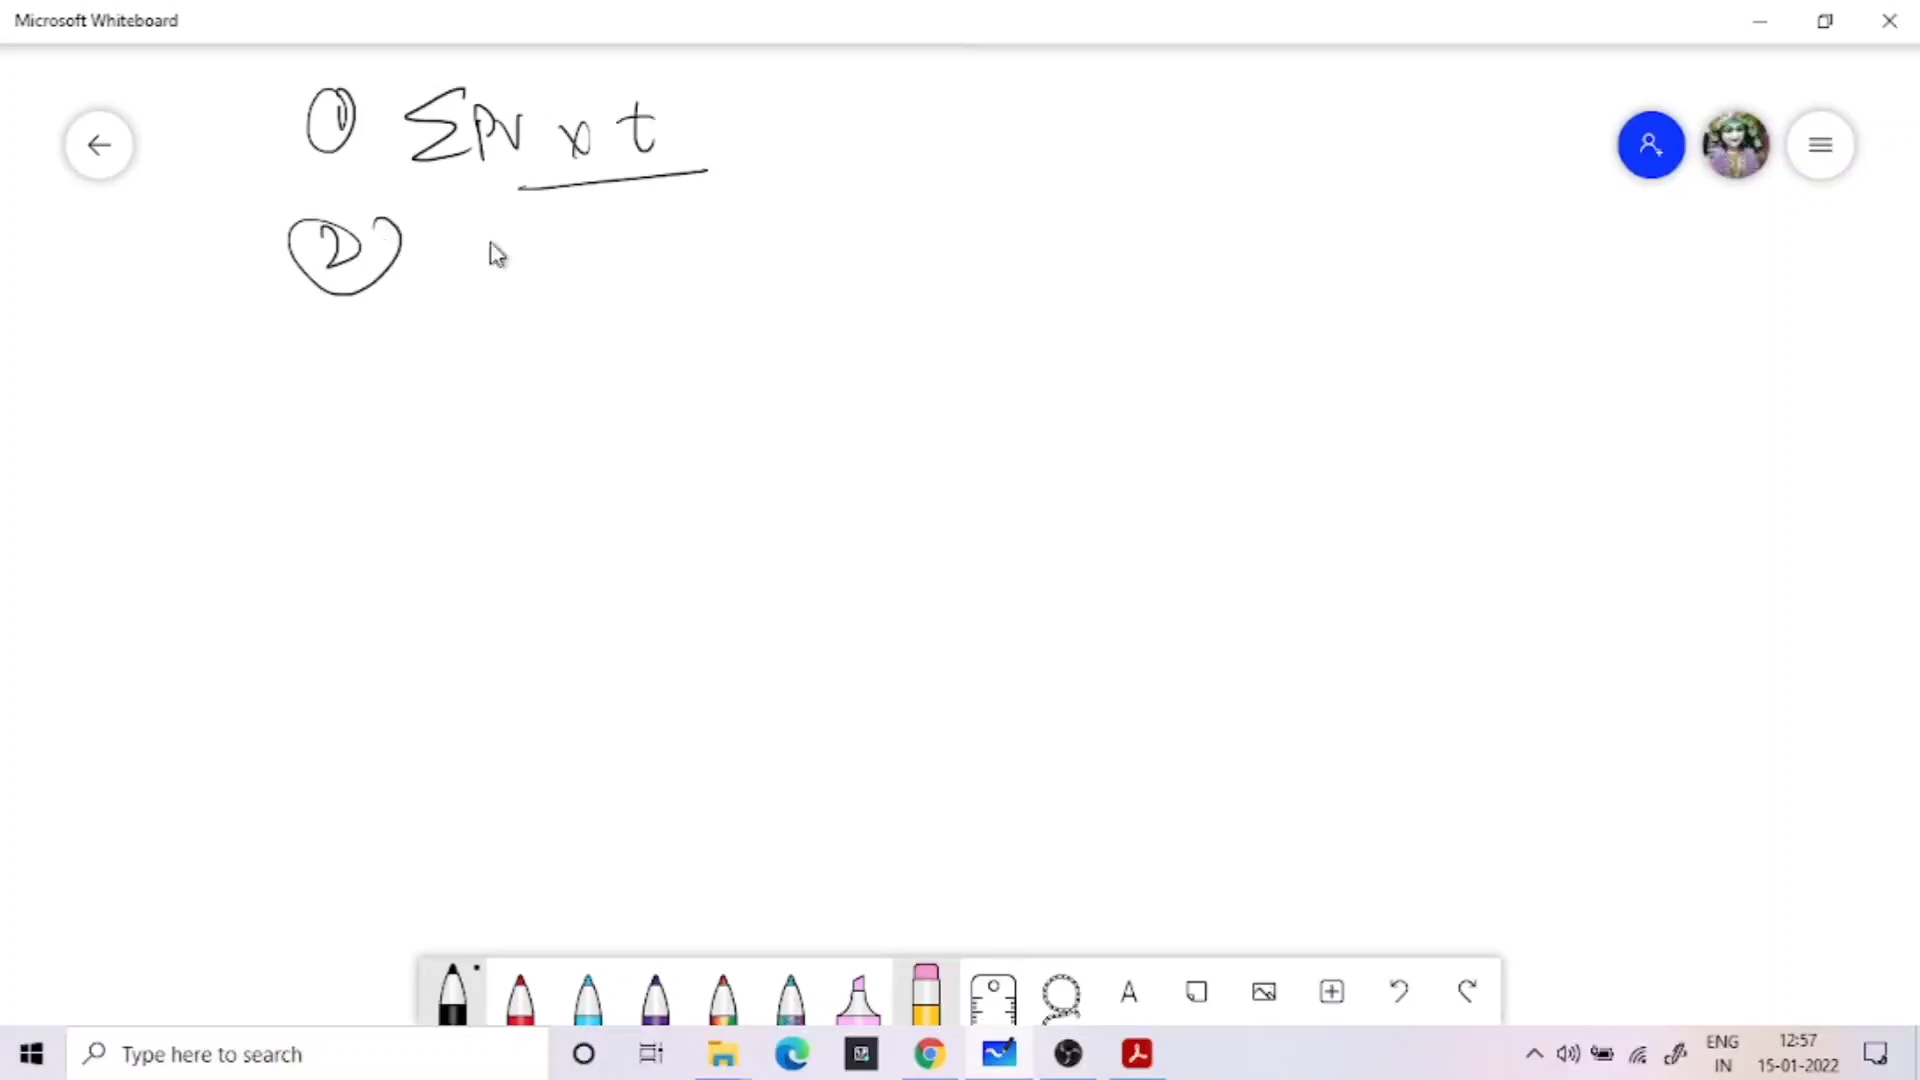 Microsoft Whiteboard
① ΣPV x t
②
A
Type here to search
ENG
IN
12:57
15-01-2022